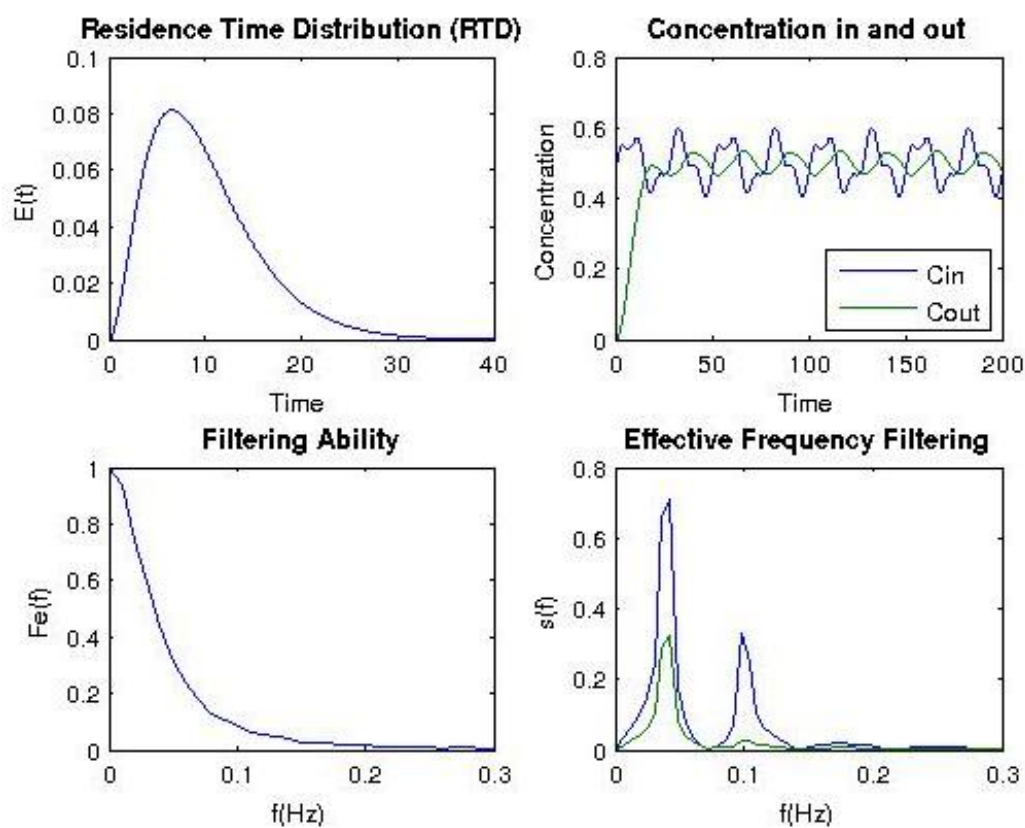 Residence Time Distribution (RTD)
0.1
0.08
0.06
0.04
0.02
0
E(t)
0 10 20 30 40
Time
Concentration in and out
0.8
0.6
0.4
0.2
0
Concentration
Cin
Cout
0 50 100 150 200
Time
Filtering Ability
1
0.8
0.6
0.4
0.2
0
Fe(f)
0 0.1 0.2 0.3
f(Hz)
Effective Frequency Filtering
0.8
0.6
0.4
0.2
0
s(f)
0 0.1 0.2 0.3
f(Hz)